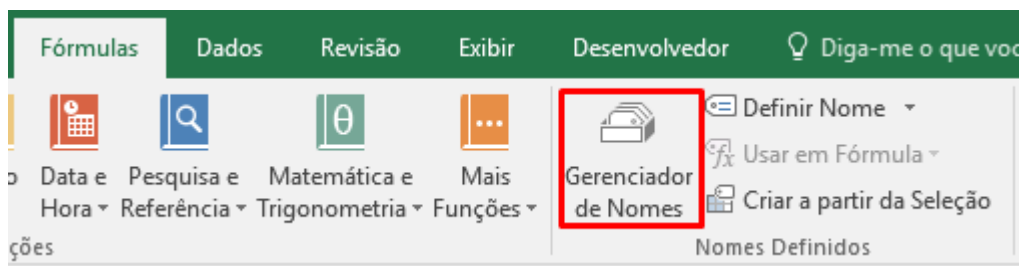 Fórmulas Dados Revisão Exibir Desenvolvedor Diga-me o que voc
Data e Hora
Pesquisa e Referência
Matemática e Trigonometria
Mais Funções
Gerenciador de Nomes
Definir Nome
fx Usar em Fórmula
Criar a partir da Seleção
ções
Nomes Definidos